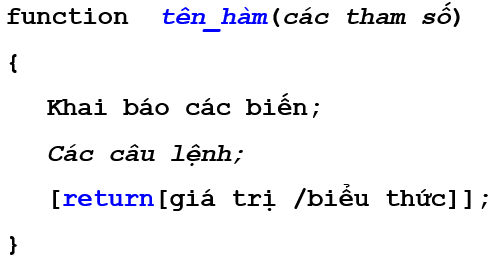 function tên_hàm(các tham số)
{
Khai báo các biến;
Các câu lệnh;
[return[giá trị /biểu thức]];
}